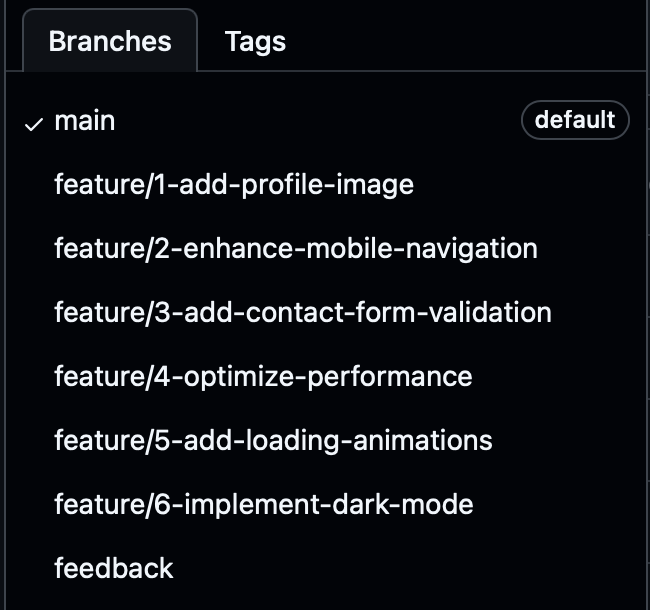 Branches Tags
main default
feature/1-add-profile-image
feature/2-enhance-mobile-navigation
feature/3-add-contact-form-validation
feature/4-optimize-performance
feature/5-add-loading-animations
feature/6-implement-dark-mode
feedback